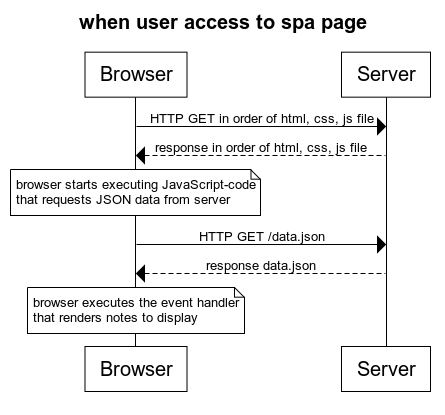 when user access to spa page
Browser
Server
HTTP GET in order of html, css, js file
response in order of html, css, js file
browser starts executing JavaScript-code
that requests JSON data from server
HTTP GET /data.json
response data.json
browser executes the event handler
that renders notes to display
Browser
Server